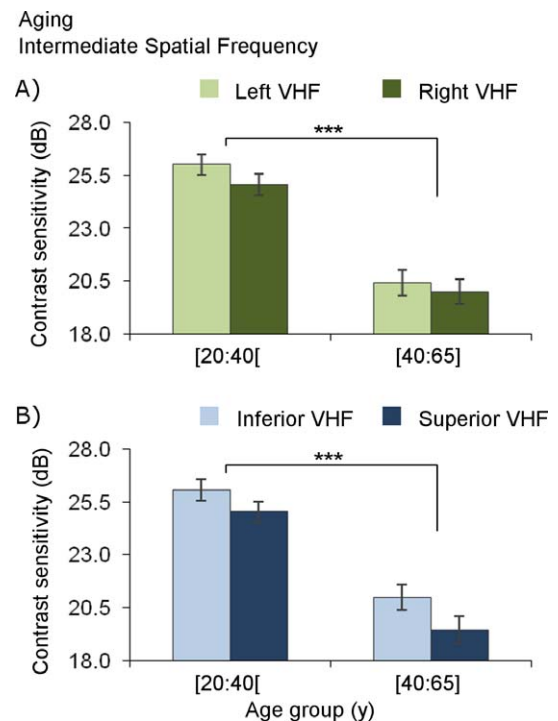 Aging
Intermediate Spatial Frequency
A)
Left VHF Right VHF
Contrast sensitivity (dB)
28.0
25.5
23.0
20.5
18.0
***
[20:40[ [40:65]
B)
Inferior VHF Superior VHF
Contrast sensitivity (dB)
28.0
25.5
23.0
20.5
18.0
***
[20:40[ [40:65]
Age group (y)